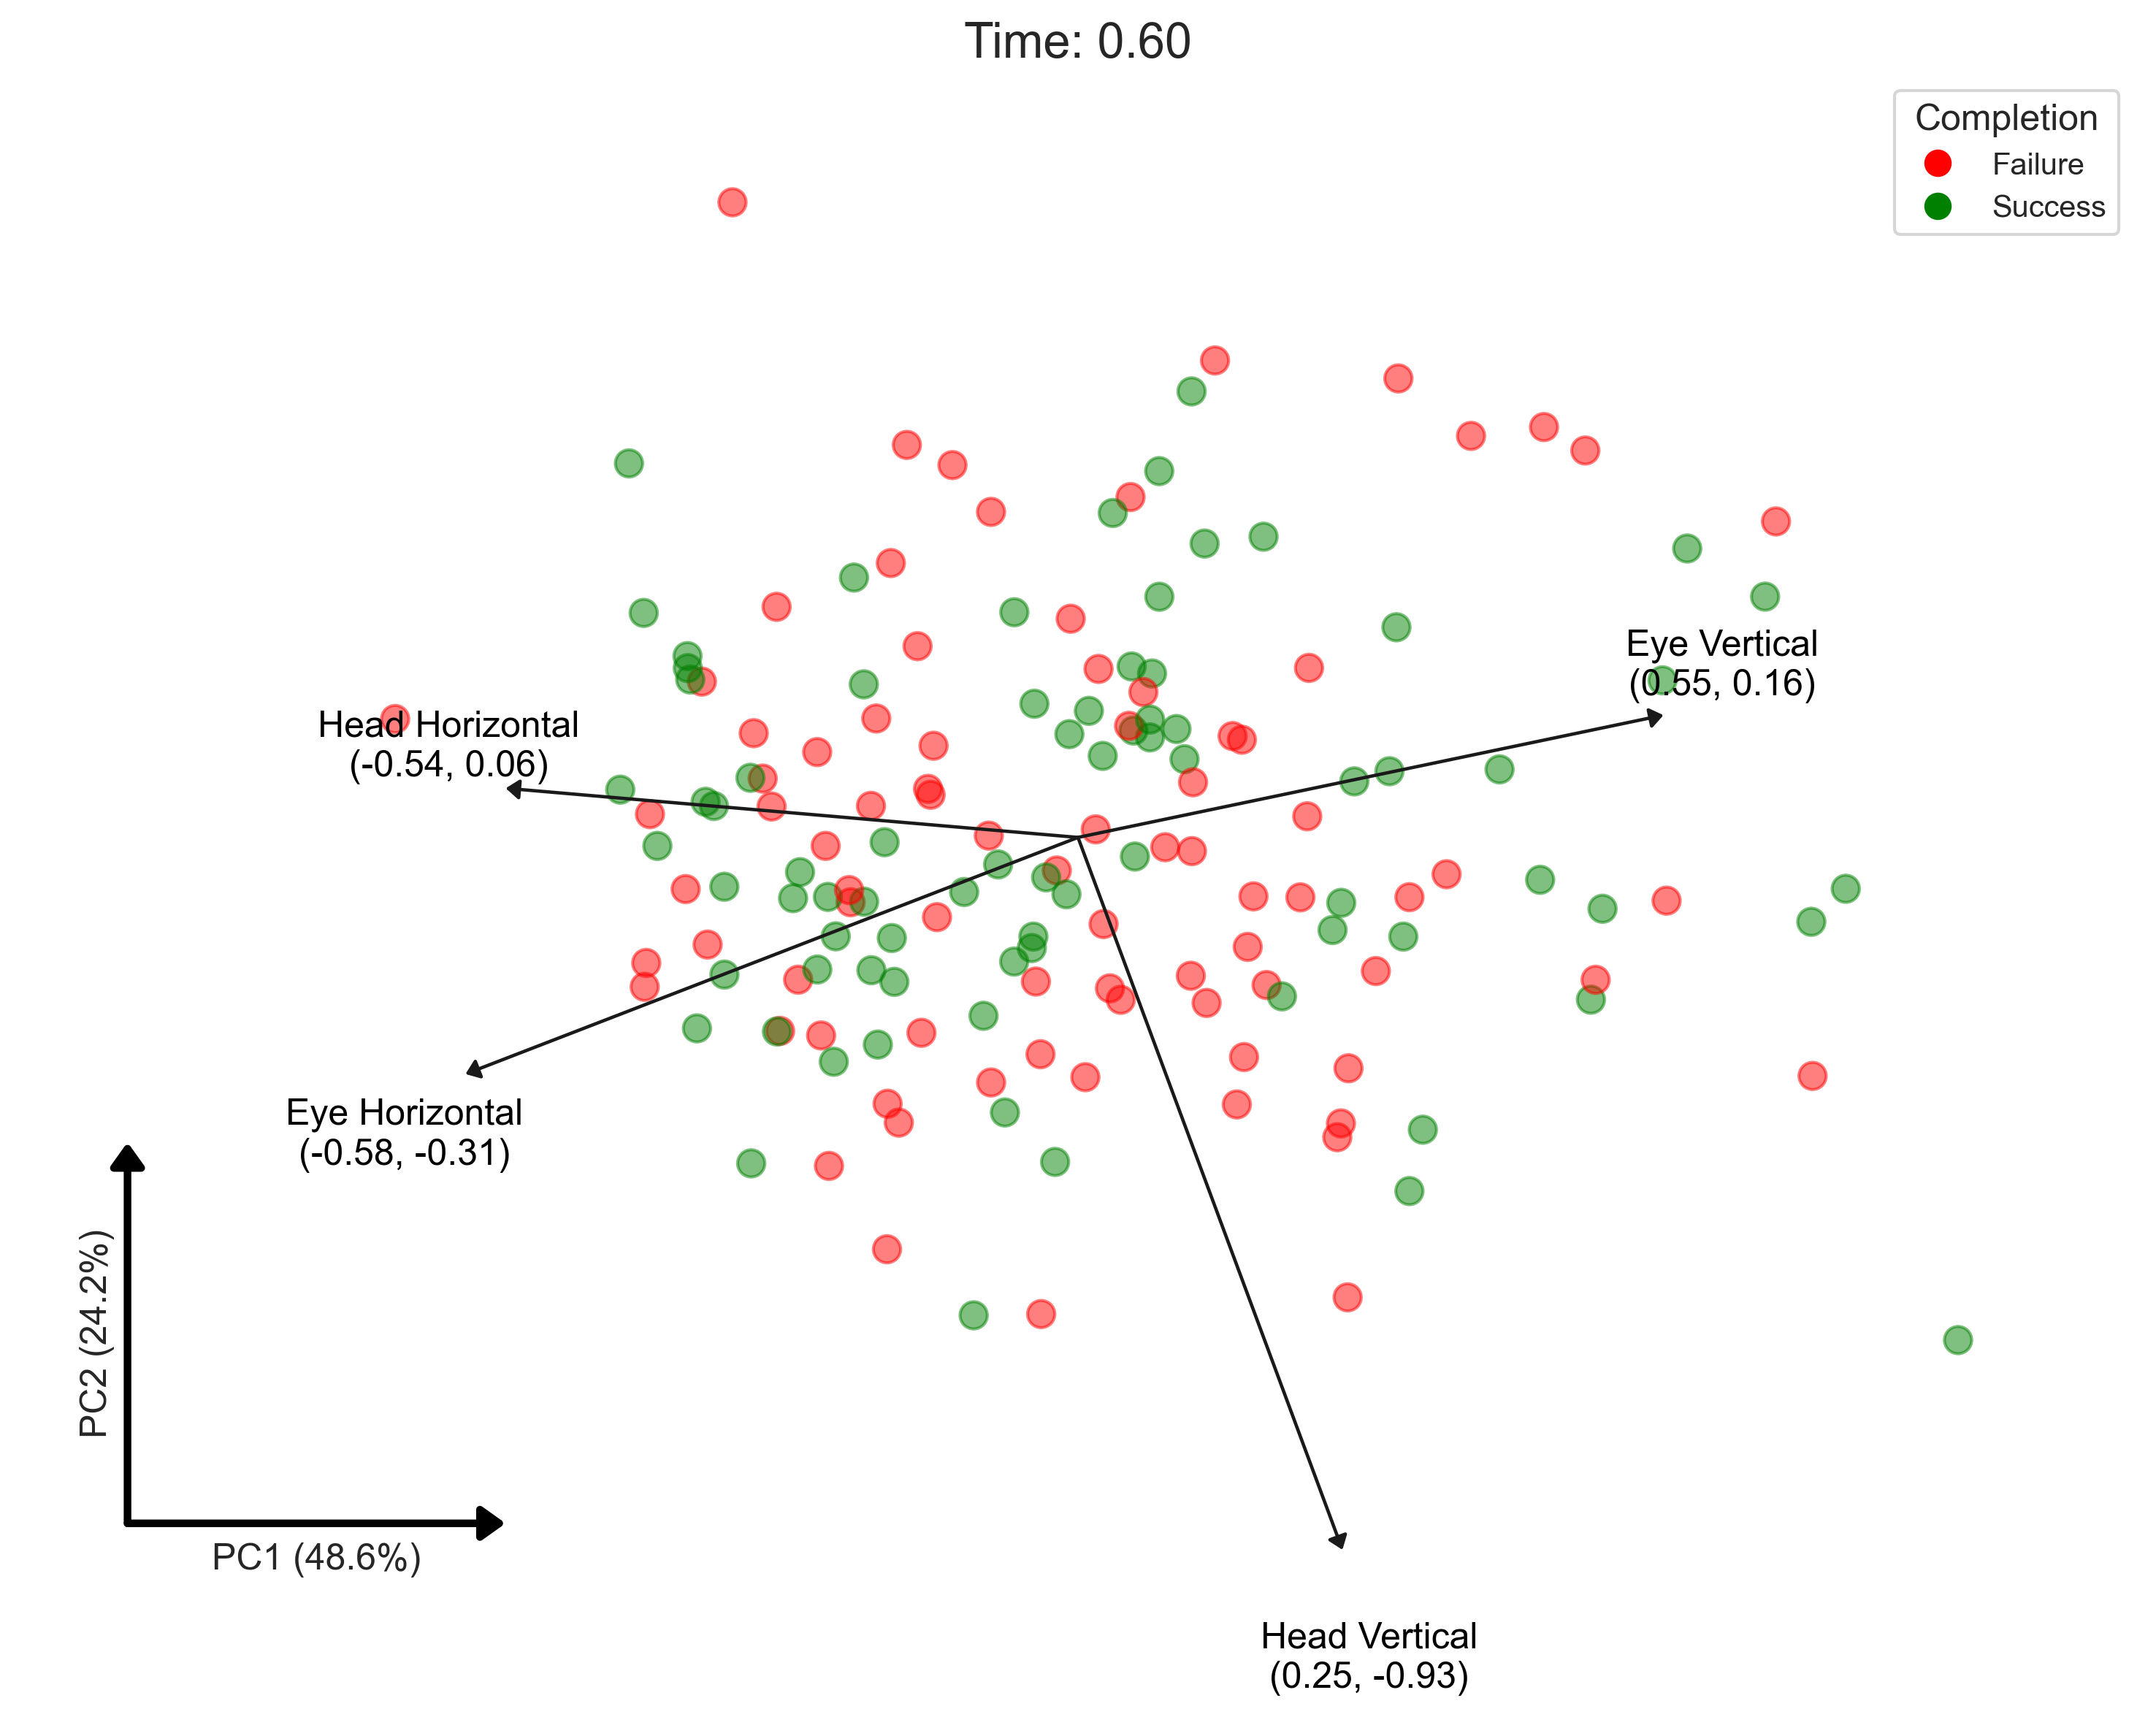 Time: 0.60
Completion
Failure
Success
Eye Vertical
(0.55, 0.16)
Head Horizontal
(-0.54, 0.06)
Eye Horizontal
(-0.58, -0.31)
PC2 (24.2%)
PC1 (48.6%)
Head Vertical
(0.25, -0.93)